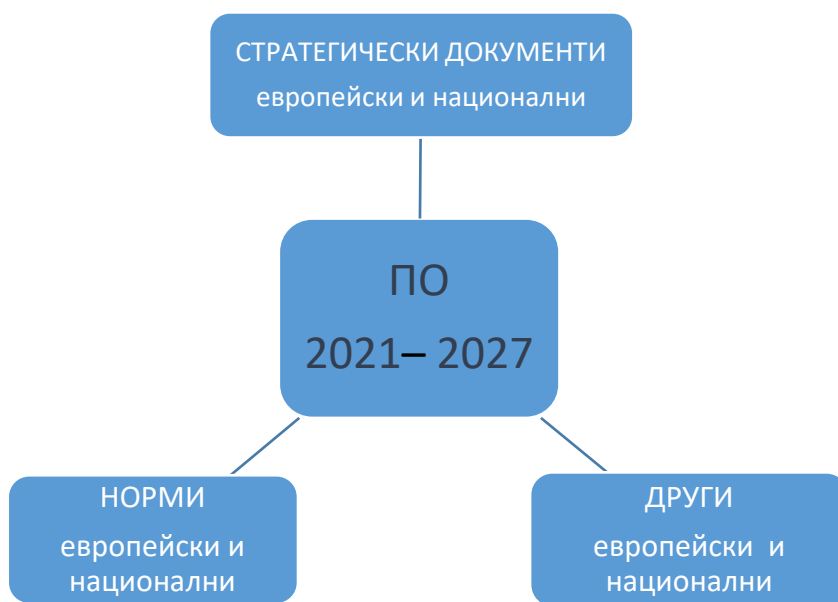 СТРАТЕГИЧЕСКИ ДОКУМЕНТИ
европейски и национални
ПО
2021– 2027
НОРМИ
европейски и
национални
ДРУГИ
европейски и
национални